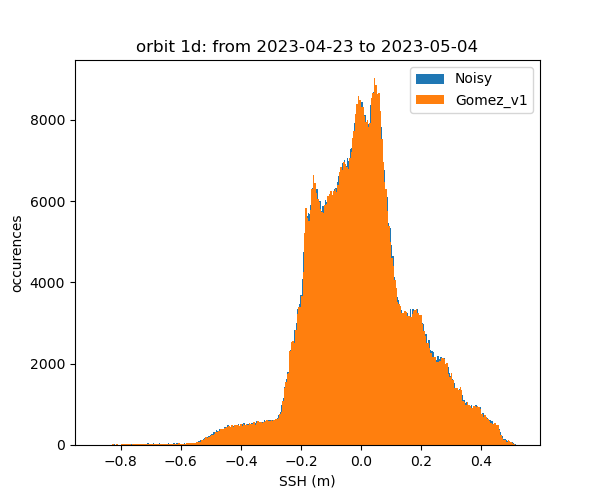 orbit 1d: from 2023-04-23 to 2023-05-04
Noisy
Gomez_v1
8000
6000
4000
2000
0
occurences
−0.8 −0.6 −0.4 −0.2 0.0 0.2 0.4
SSH (m)